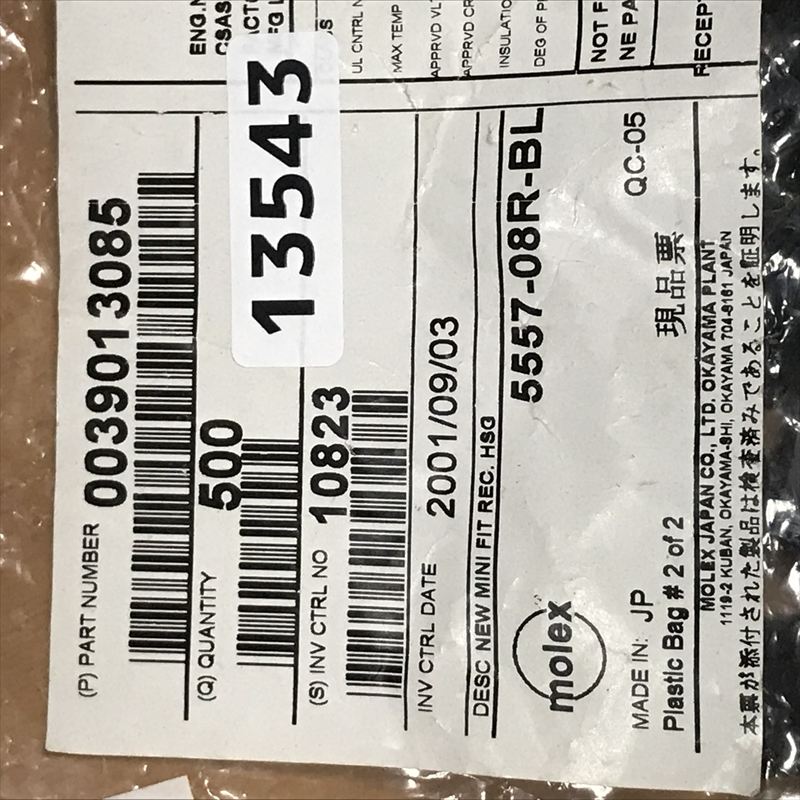 (P) PART NUMBER 0039013085
(Q) QUANTITY 500
13543
(S) INV CTRL NO 10823
INV CTRL DATE 2001/09/03
DESC NEW MINI FIT REC. HSG
molex
5557-08R-BL
MADE IN: JP
現品票 QC-05
Plastic Bag # 2 of 2
MOLEX JAPAN CO., LTD. OKAYAMA PLANT
1119-2 KUBAN, OKAYAMA-SHI, OKAYAMA 704-8161 JAPAN
本票が添付された製品は検査済みであることを証明します。
ENG.
CSAS
UL CNTRL N
MAX TEMP
APPRVD VL
APPRVD CR
INSULATIO
DEG OF P
NOT F
NE PA
RECEP